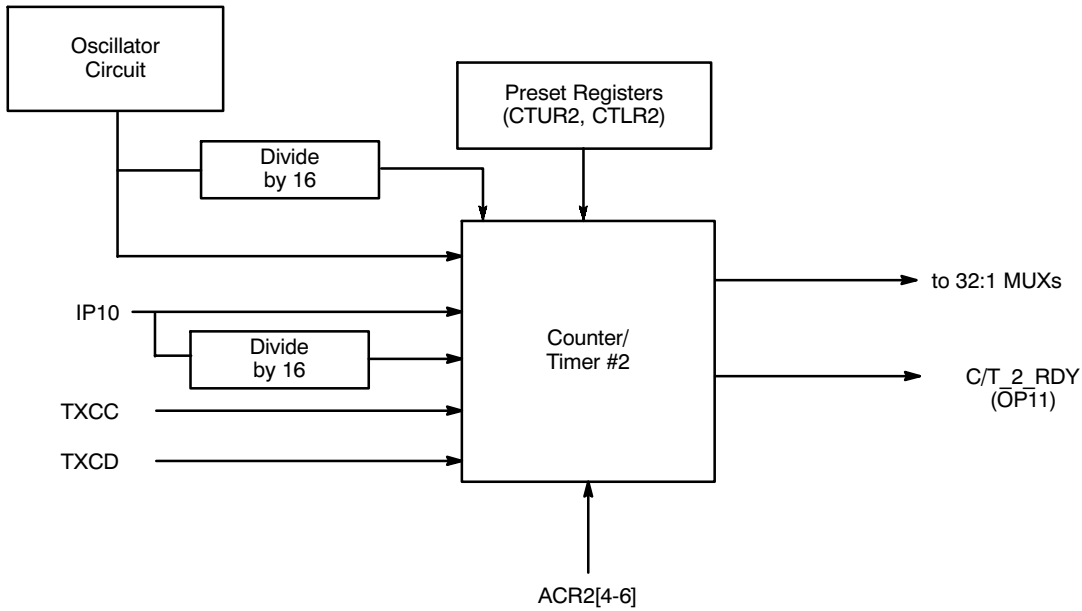 Oscillator
Circuit
Preset Registers
(CTUR2, CTLR2)
Divide
by 16
to 32:1 MUXs
IP10
Counter/
Timer #2
Divide
by 16
C/T_2_RDY
(OP11)
TXCC
TXCD
ACR2[4-6]